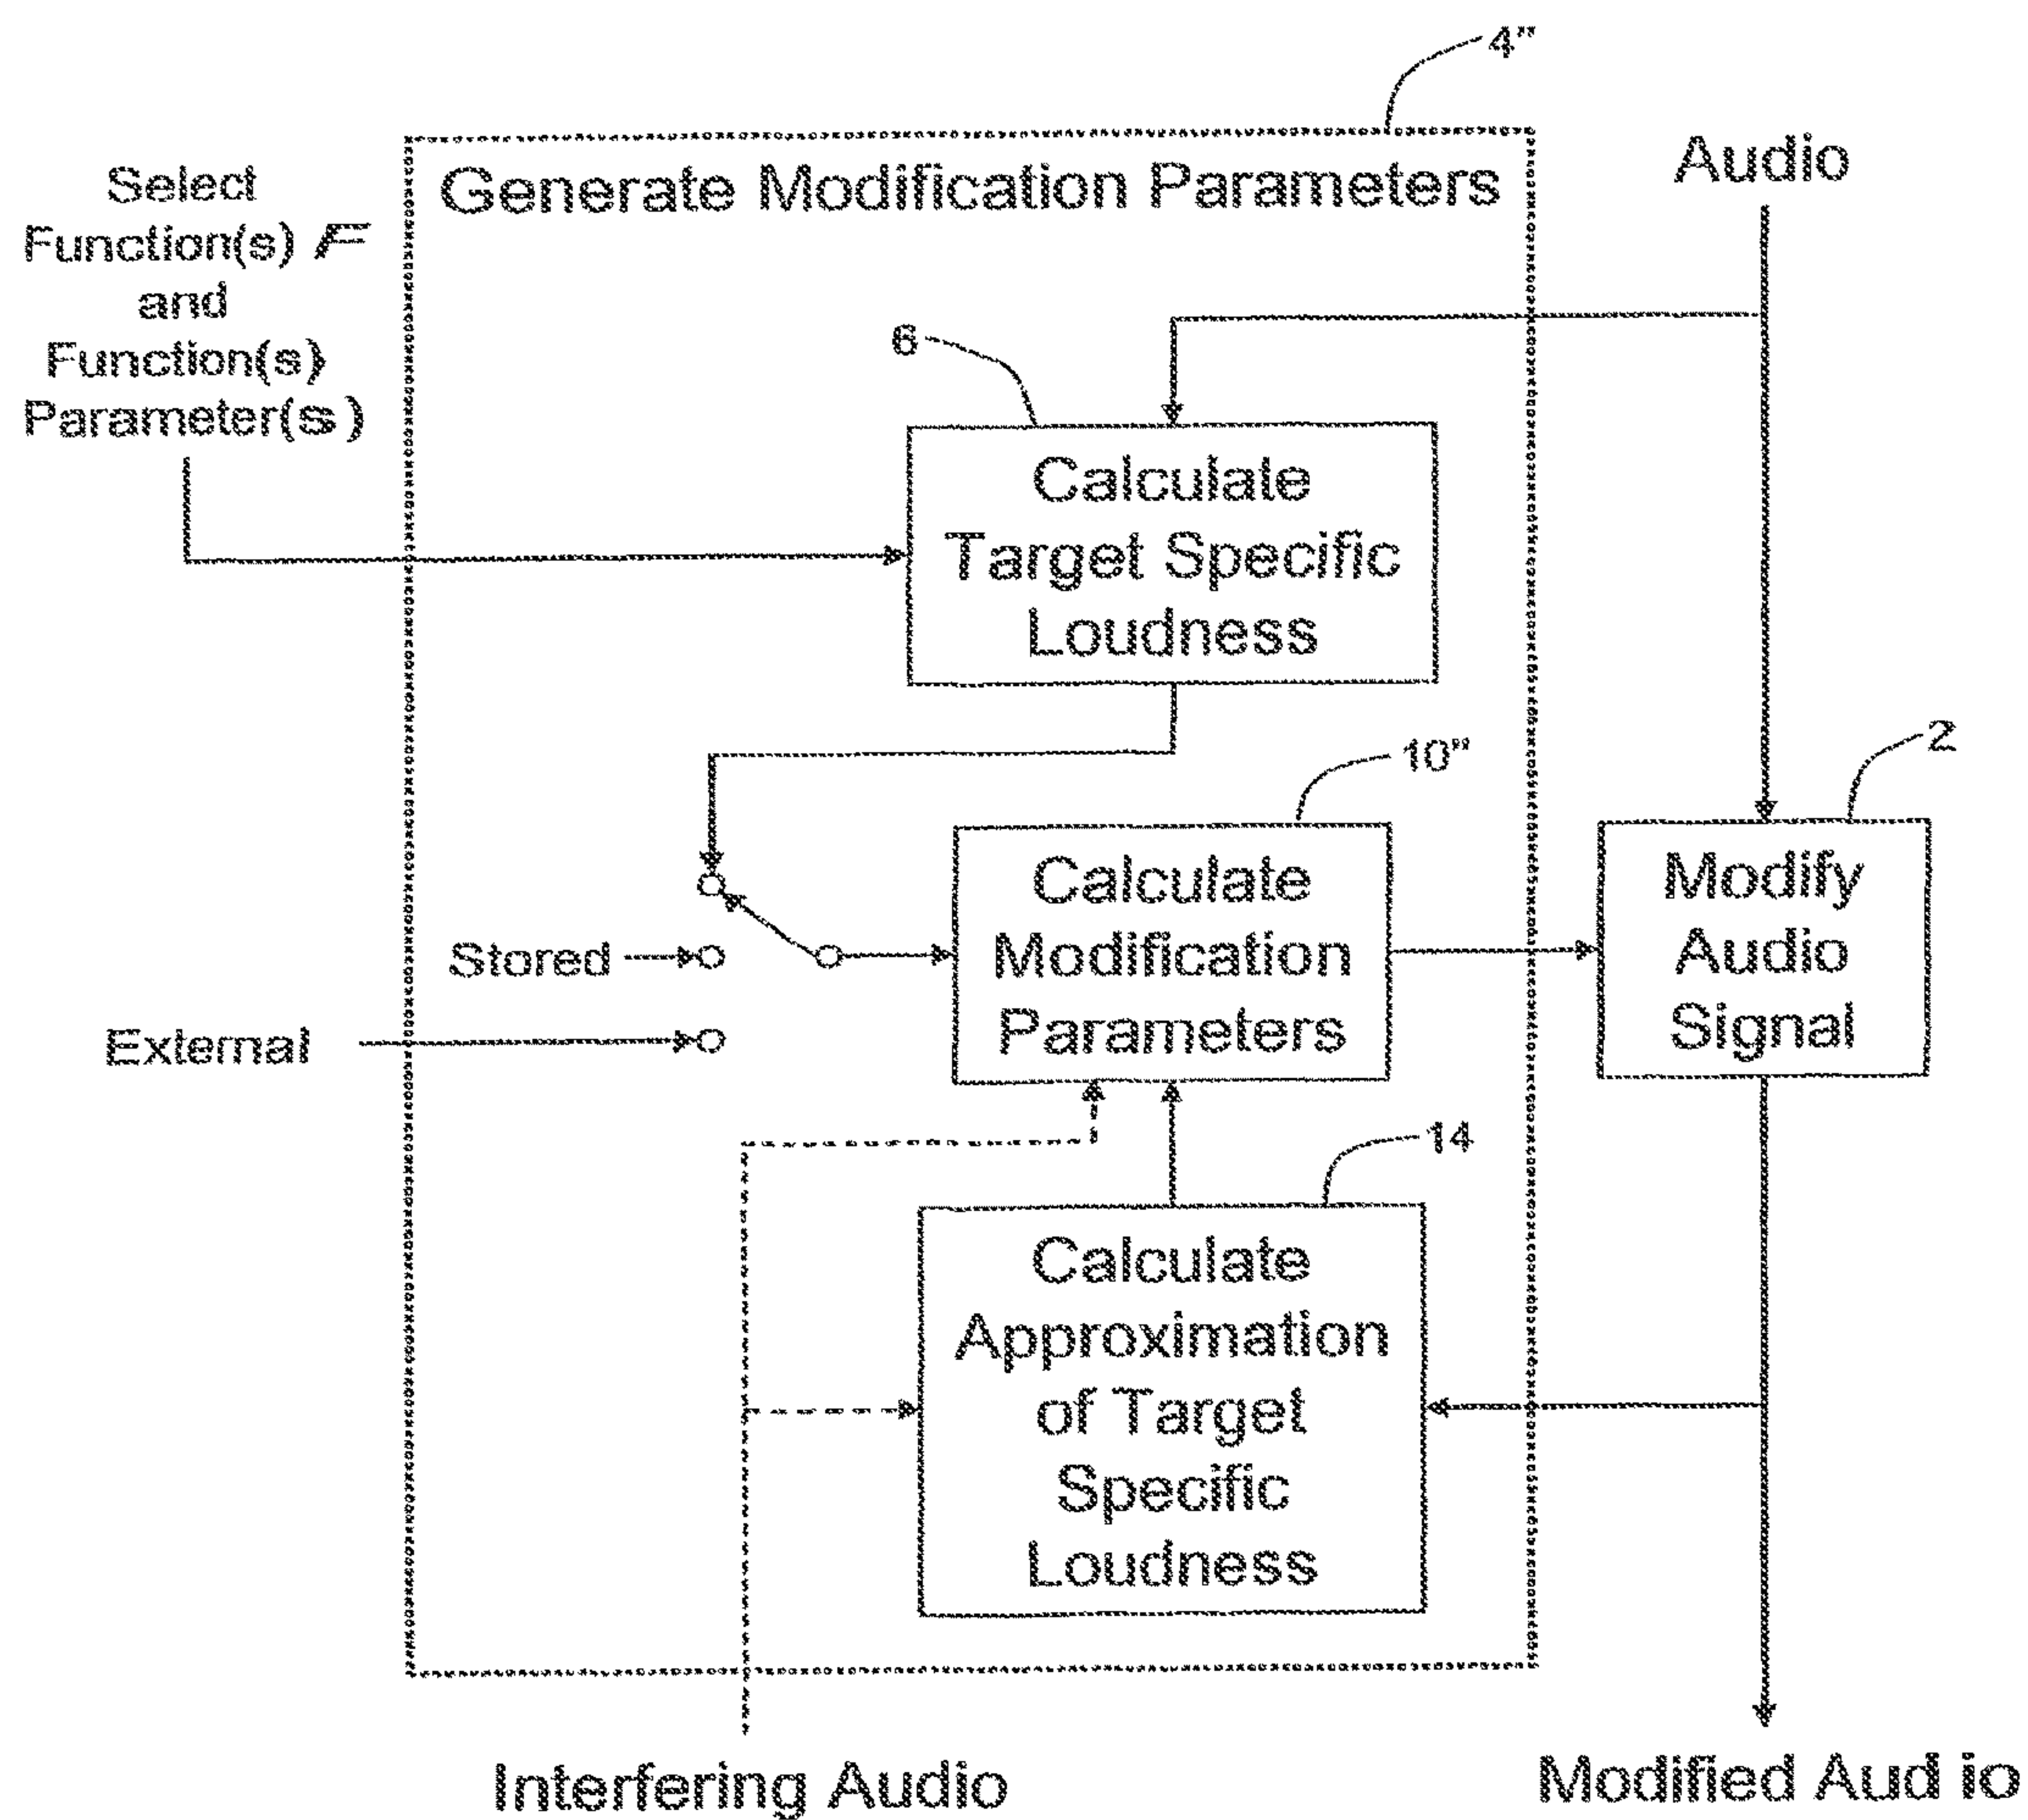 4"
Select
Function(s) F
and
Function(s)
Parameter(s)
Generate Modification Parameters
Audio
6
Calculate
Target Specific
Loudness
10"
2
Calculate
Modification
Parameters
Modify
Audio
Signal
Stored
External
14
Calculate
Approximation
of Target
Specific
Loudness
Interfering Audio
Modified Aud io